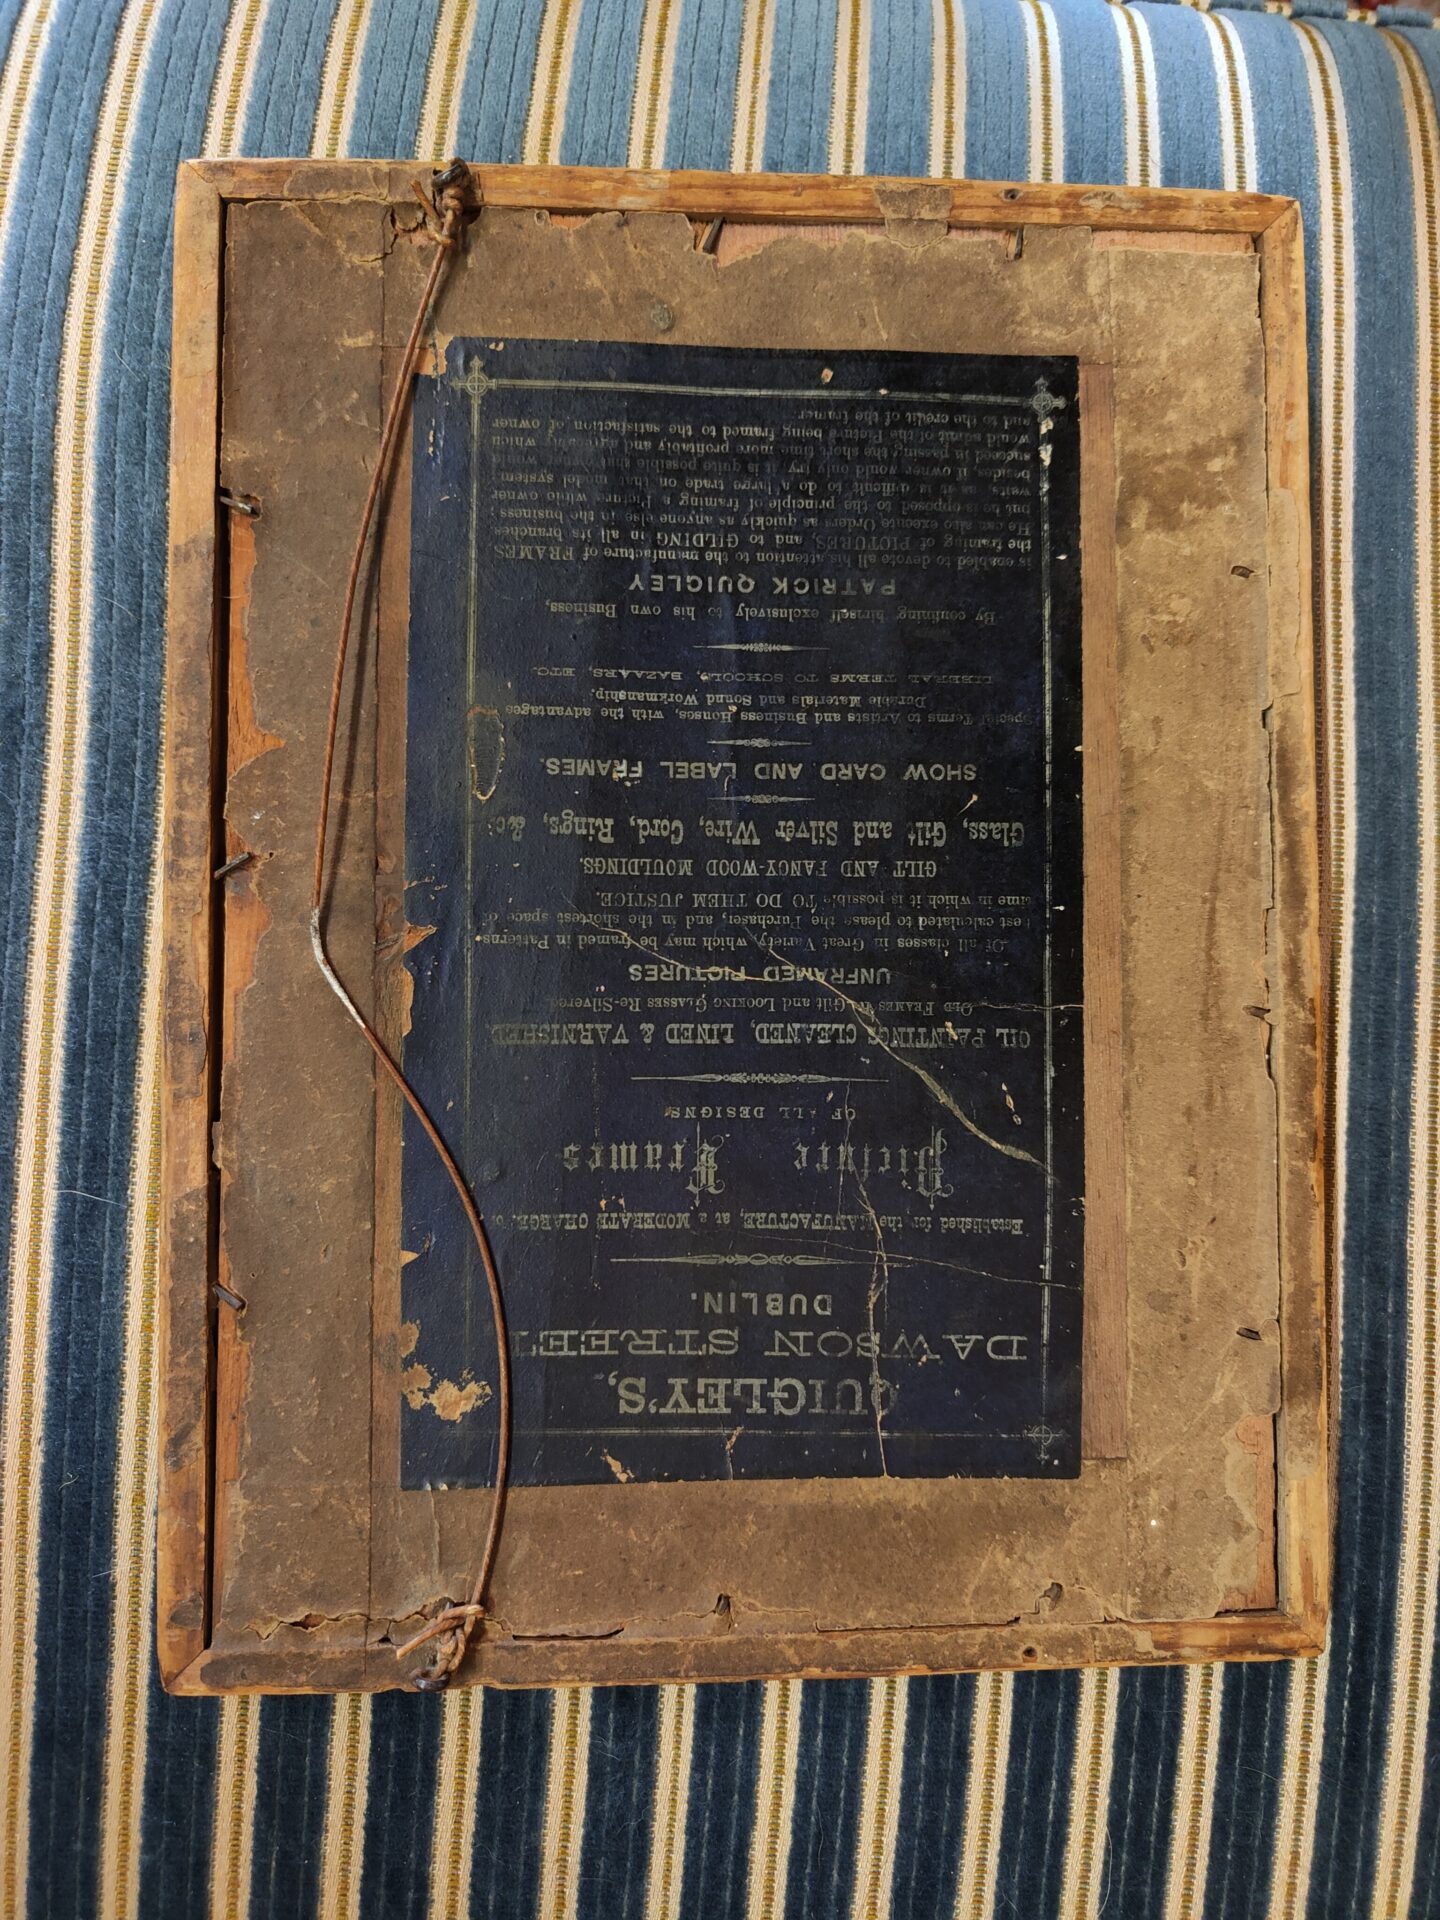 QUIGLEY'S,
DAWSON STREET
DUBLIN.
Established for the MANUFACTURE, at a MODERATE CHARGE, of
Picture Frames
OF ALL DESIGNS
OIL PAINTINGS CLEANED, LINED & VARNISHED.
OLD FRAMES Re-Gilt and LOOKING GLASSES RE-Silvered.
UNFRAMED PICTURES
Of all classes in Great Variety, which may be framed in Patterns
best calculated to please the Purchaser, and in the shortest space of
time in which it is possible TO DO THEM JUSTICE.
GILT AND FANCY-WOOD MOULDINGS.
Glass, Gilt and Silver Wire, Cord, Rings, &c.
SHOW CARD AND LABEL FRAMES.
Special Terms to Artists and Business Houses, with the advantages
Durable Materials and Sound Workmanship.
LIBERAL TERMS TO SCHOOLS, BAZAARS, ETC.
By confining himself exclusively to his own Business,
PATRICK QUIGLEY
is enabled to devote all his attention to the manufacture of FRAMES
the framing of PICTURES, and to GILDING in all its branches
He can also execute Orders as quickly as anyone else in the business;
but he is opposed to the principle of framing a Picture while owner
waits, as it is difficult to do a large trade on that model system;
besides, if owner would only try, it is quite possible that owner would
succeed in passing the short time more profitably and agreeably which
would admit of the Picture being framed to the satisfaction of owner
and to the credit of the framer.